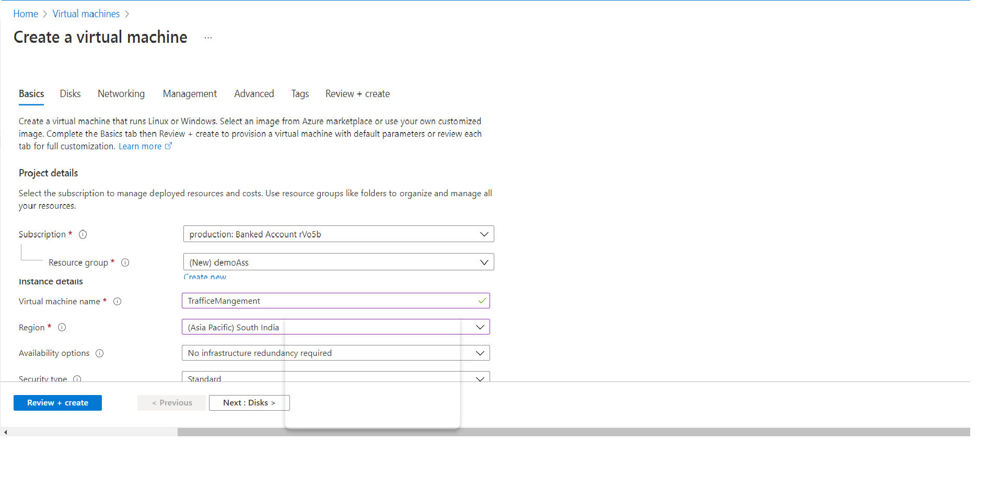 Home > Virtual machines >
Create a virtual machine ...
Basics Disks Networking Management Advanced Tags Review + create
Create a virtual machine that runs Linux or Windows. Select an image from Azure marketplace or use your own customized
image. Complete the Basics tab then Review + create to provision a virtual machine with default parameters or review each
tab for full customization. Learn more
Project details
Select the subscription to manage deployed resources and costs. Use resource groups like folders to organize and manage all
your resources.
Subscription * production: Banked Account rVo5b
Resource group * (New) demoAss
Create new
Instance details
Virtual machine name * TrafficeMangement
Region * (Asia Pacific) South India
Availability options No infrastructure redundancy required
Security type Standard
Review + create < Previous Next : Disks >